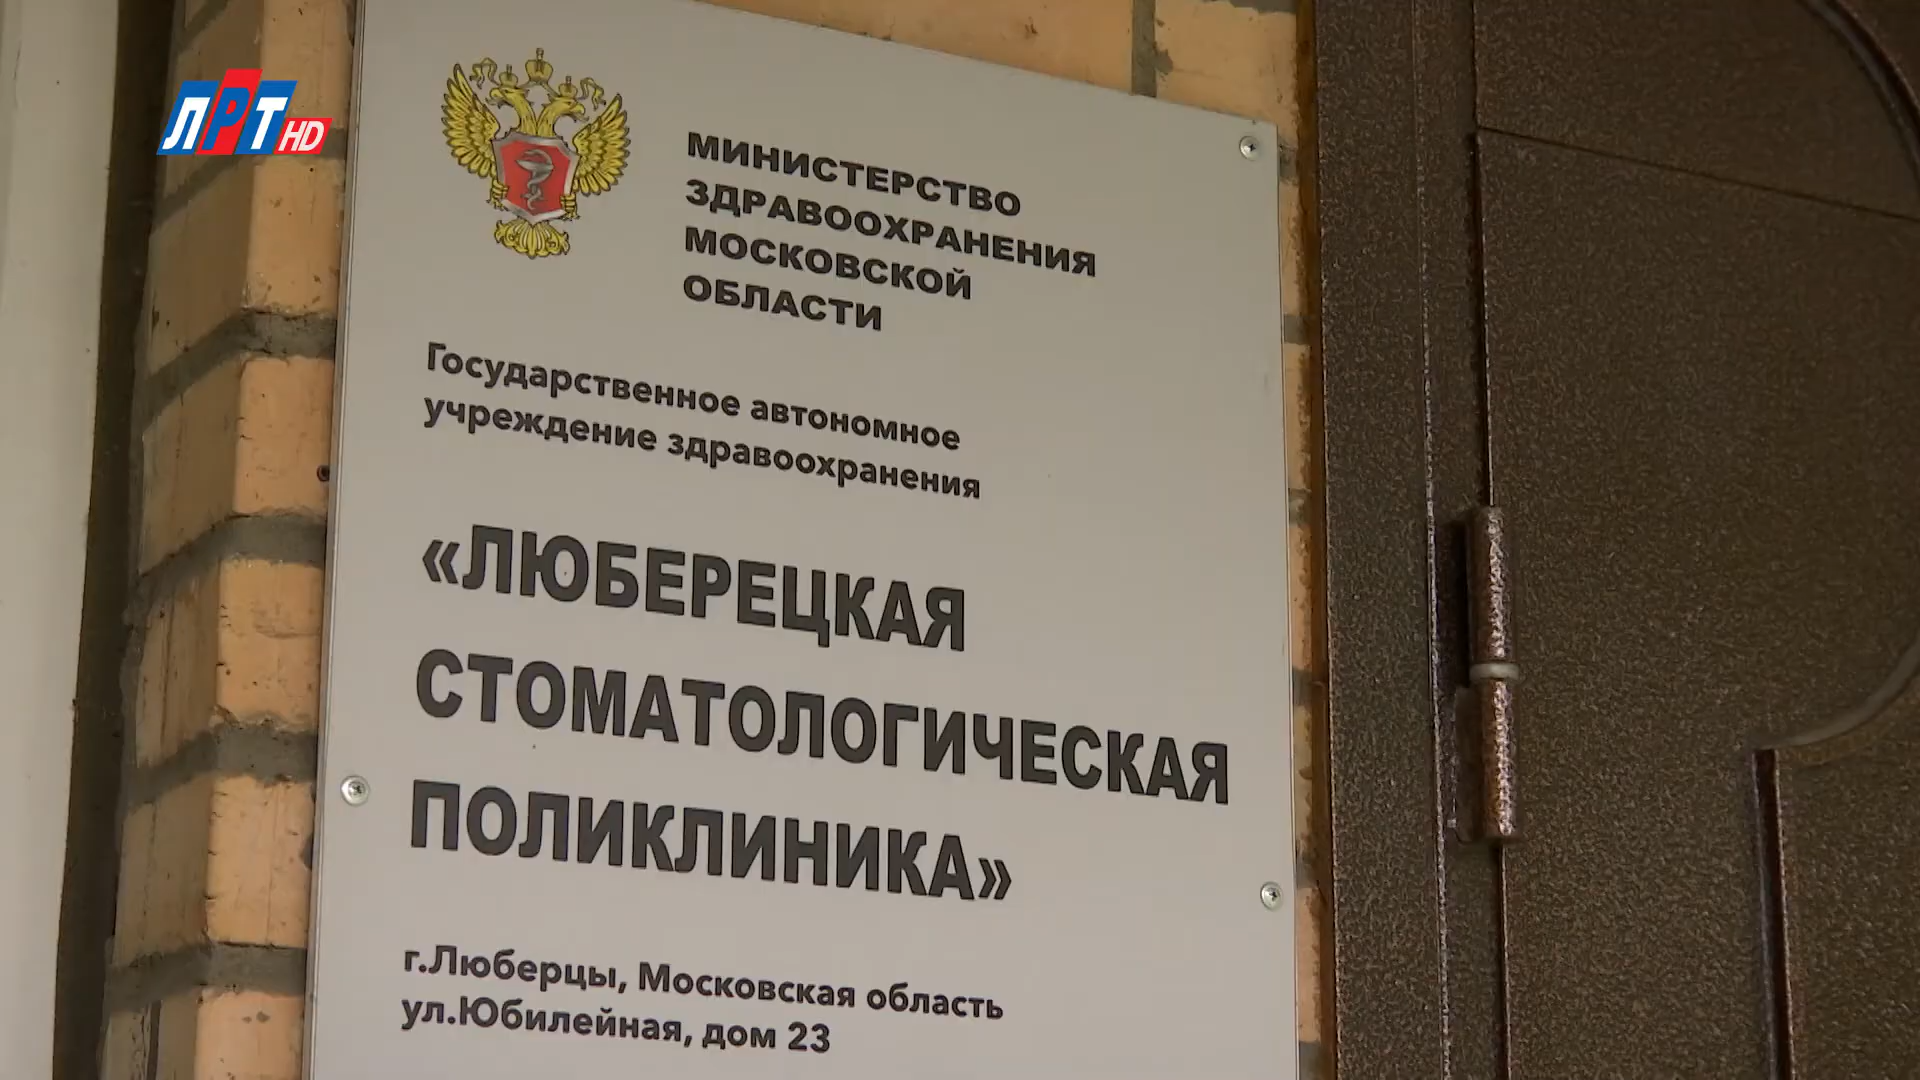 ЛРТ HD
МИНИСТЕРСТВО
ЗДРАВООХРАНЕНИЯ
МОСКОВСКОЙ
ОБЛАСТИ
Государственное автономное
учреждение здравоохранения
«ЛЮБЕРЕЦКАЯ
СТОМАТОЛОГИЧЕСКАЯ
ПОЛИКЛИНИКА»
г.Люберцы, Московская область
ул.Юбилейная, дом 23